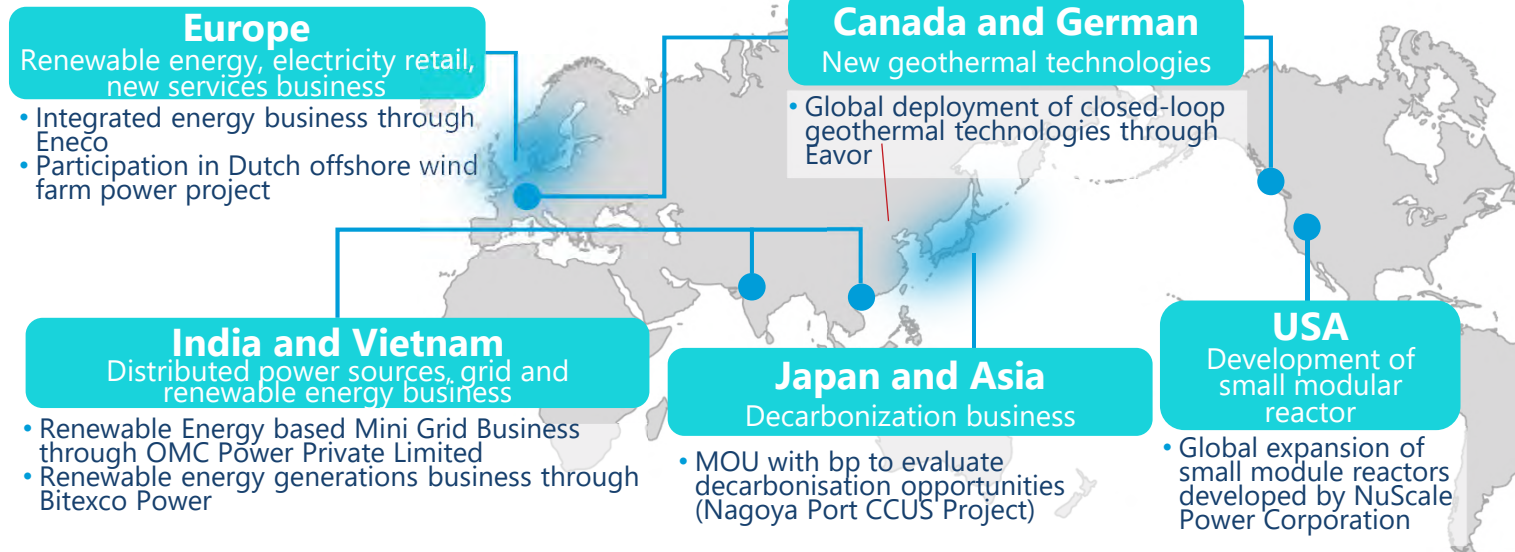 Europe
Renewable energy, electricity retail,
new services business
• Integrated energy business through
Eneco
• Participation in Dutch offshore wind
farm power project
Canada and German
New geothermal technologies
• Global deployment of closed-loop
geothermal technologies through
Eavor
India and Vietnam
Distributed power sources, grid and
renewable energy business
• Renewable Energy based Mini Grid Business
through OMC Power Private Limited
• Renewable energy generations business through
Bitexco Power
Japan and Asia
Decarbonization business
• MOU with bp to evaluate
decarbonisation opportunities
(Nagoya Port CCUS Project)
USA
Development of
small modular
reactor
• Global expansion of
small module reactors
developed by NuScale
Power Corporation